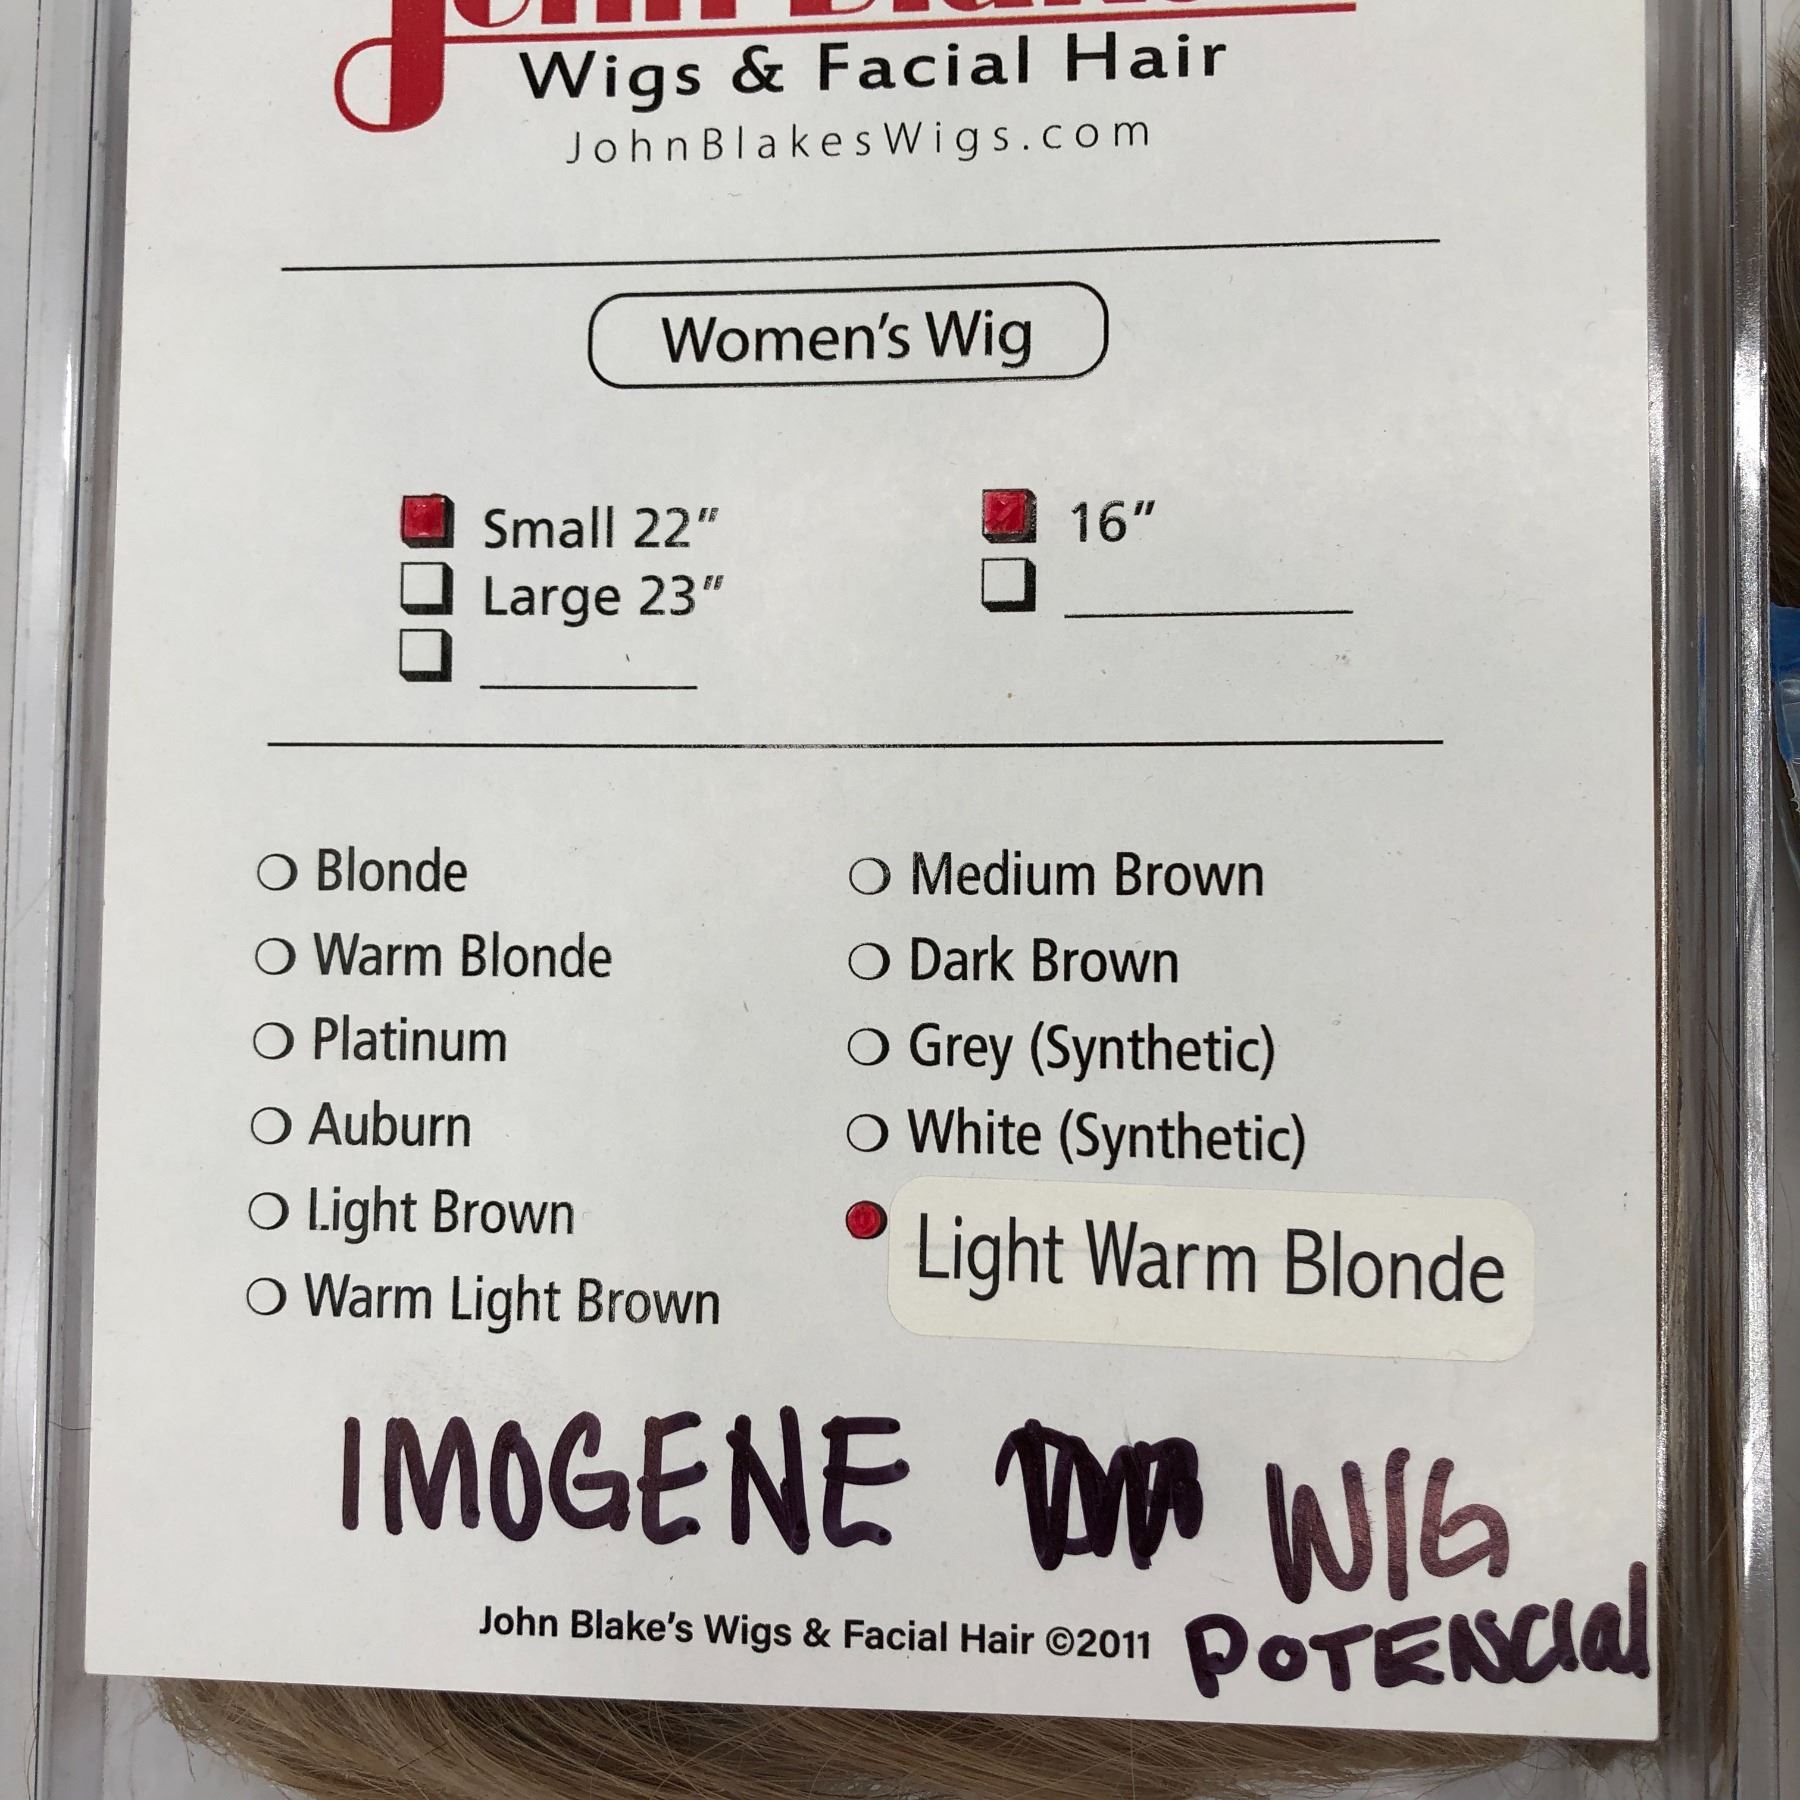 Wigs & Facial Hair
JohnBlakesWigs.com
Women's Wig
Small 22"
Large 23"
16"
Blonde
Warm Blonde
Platinum
Auburn
Light Brown
Warm Light Brown
Medium Brown
Dark Brown
Grey (Synthetic)
White (Synthetic)
Light Warm Blonde
IMOGENE WIG
POTENSCIal
John Blake's Wigs & Facial Hair ©2011